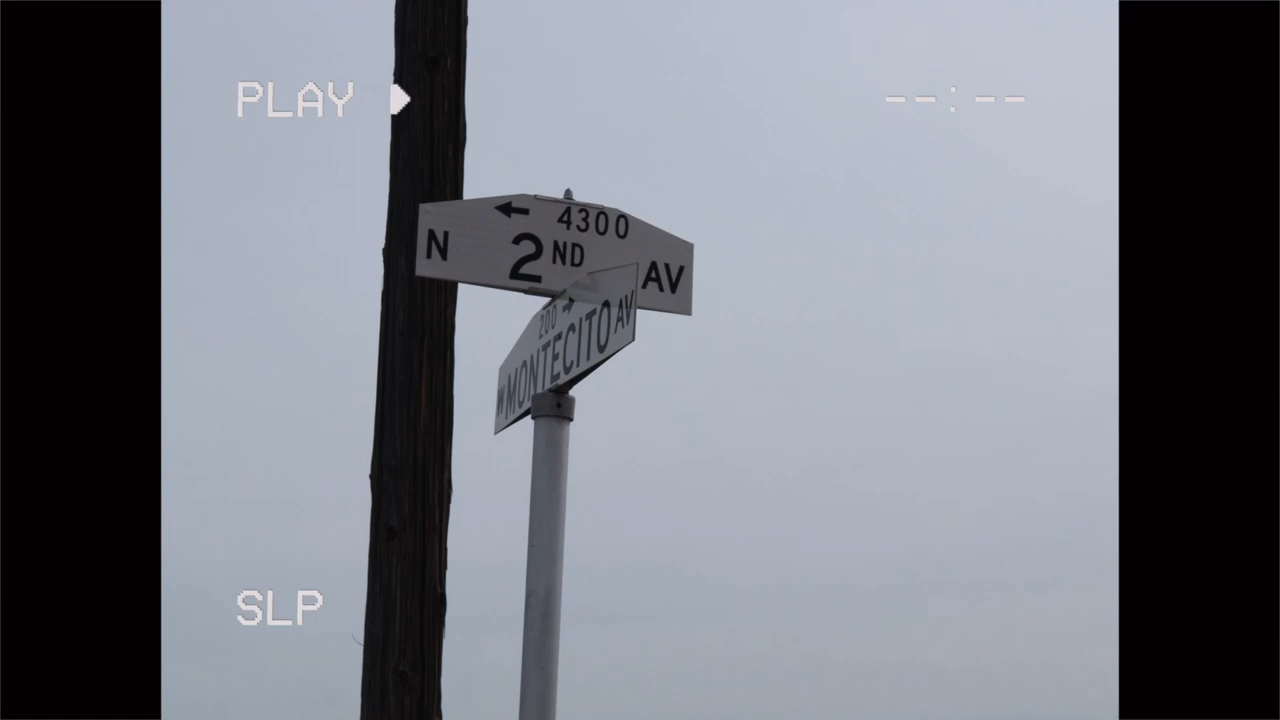 PLAY
--:--
← 4300
N 2ND AV
200 →
W MONTECITO AV
SLP